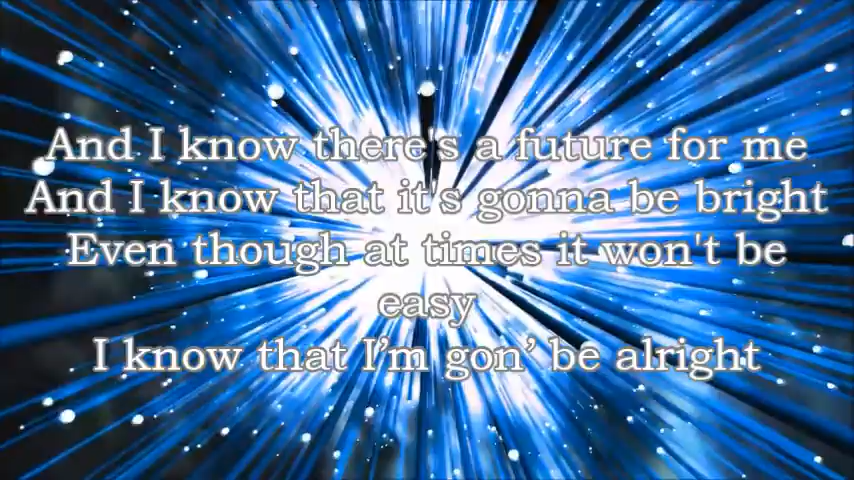 And I know there's a future for me
And I know that it's gonna be bright
Even though at times it won't be
easy
I know that I’m gon’ be alright